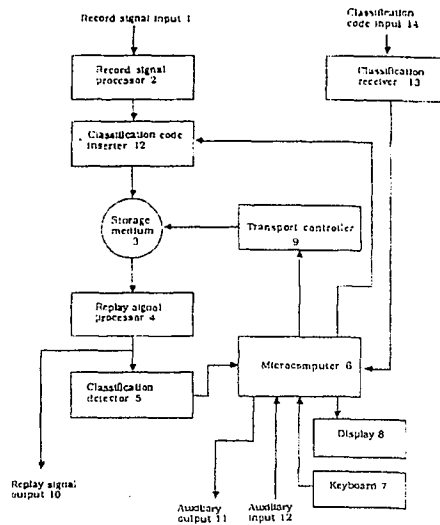 Record signal input 1
Classification
code input 14
Record signal
processor 2
Classification
receiver 13
Classification code
inserter 12
Storage
medium
3
Transport controller
9
Replay signal
processor 4
Microcomputer 6
Classification
detector 5
Display 8
Keyboard 7
Replay signal
output 10
Auxiliary
output 11
Auxiliary
input 12